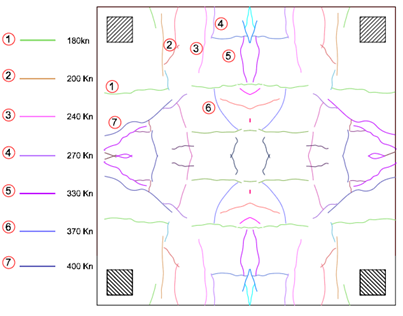 1 180kn
2 200 Kn
3 240 Kn
4 270 Kn
5 330 Kn
6 370 Kn
7 400 Kn
4
2
3
5
1
6
7